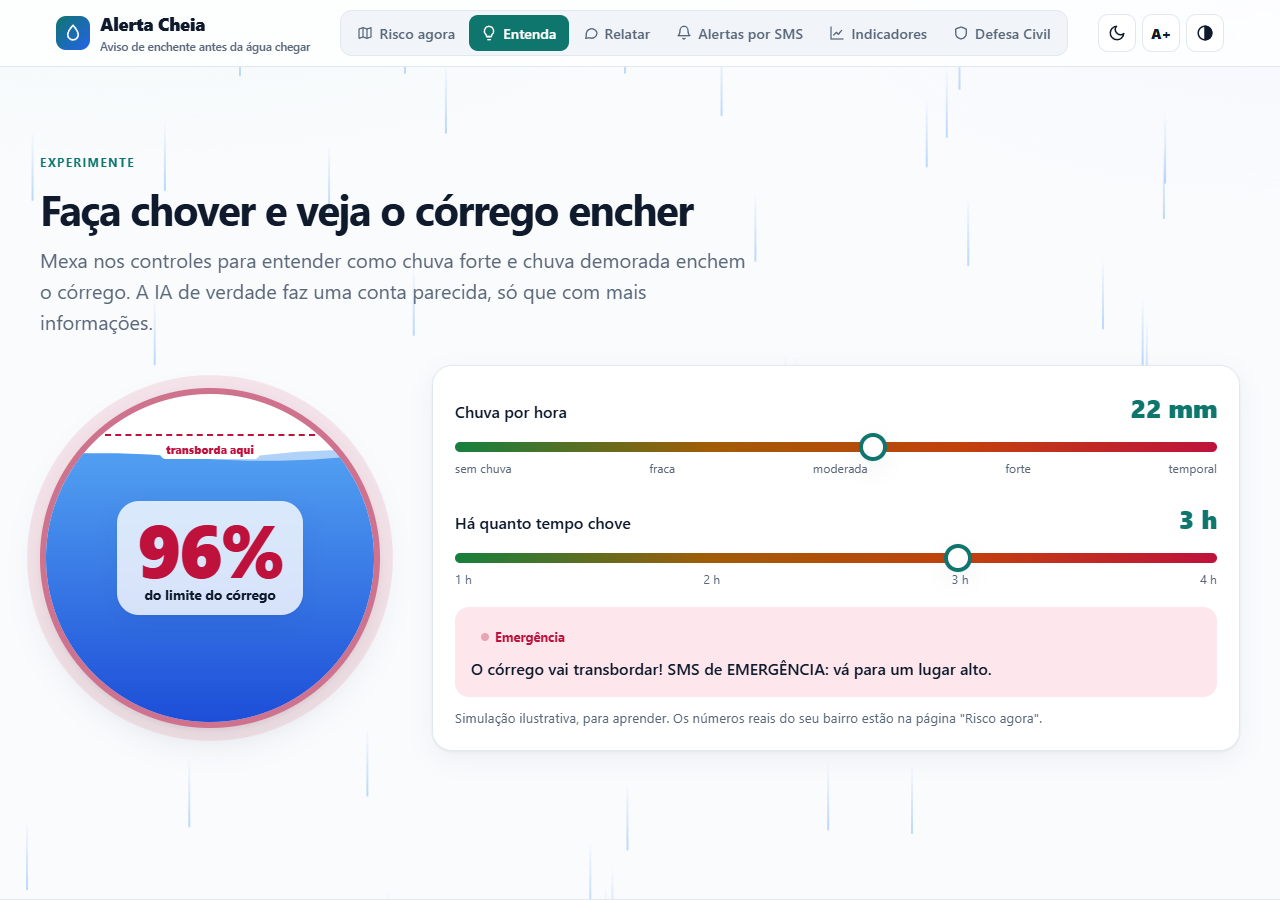 Alerta Cheia
Aviso de enchente antes da água chegar
Risco agora
Entenda
Relatar
Alertas por SMS
Indicadores
Defesa Civil
A+
EXPERIMENTE
Faça chover e veja o córrego encher
Mexa nos controles para entender como chuva forte e chuva demorada enchem
o córrego. A IA de verdade faz uma conta parecida, só que com mais
informações.
transborda aqui
96%
do limite do córrego
Chuva por hora
22 mm
sem chuva
fraca
moderada
forte
temporal
Há quanto tempo chove
3 h
1 h
2 h
3 h
4 h
Emergência
O córrego vai transbordar! SMS de EMERGÊNCIA: vá para um lugar alto.
Simulação ilustrativa, para aprender. Os números reais do seu bairro estão na página "Risco agora".